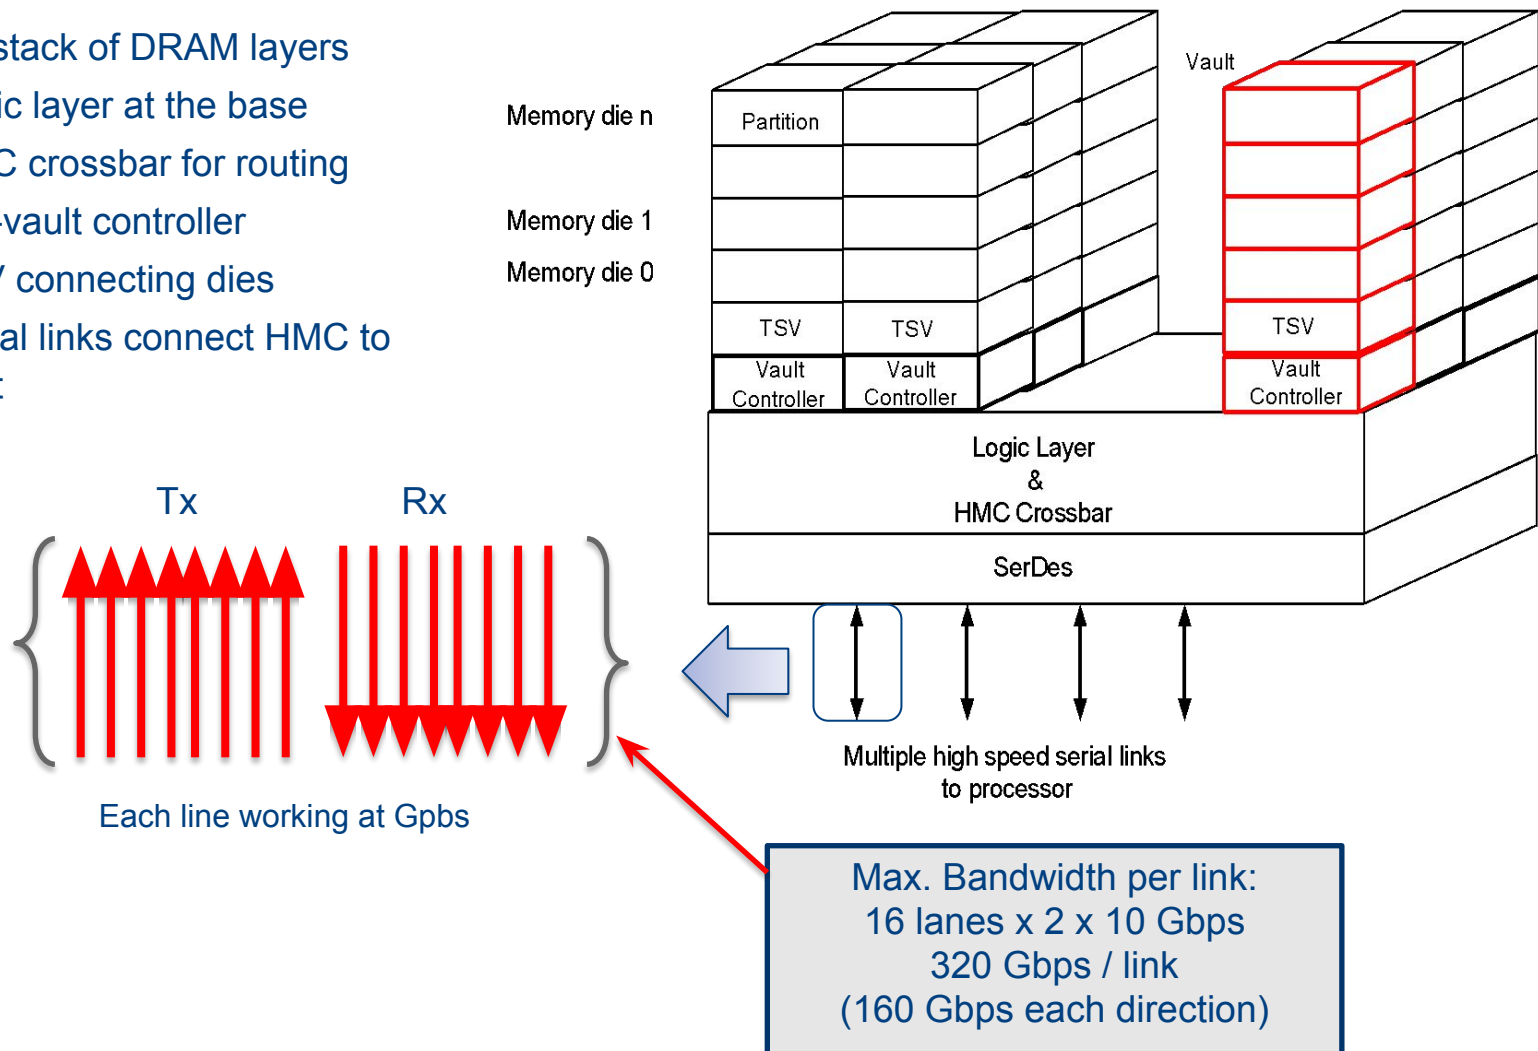 stack of DRAM layers
ic layer at the base
C crossbar for routing
-vault controller
connecting dies
al links connect HMC to
Tx
Rx
Each line working at Gpbs
Vault
Memory die n
Partition
Memory die 1
Memory die 0
TSV
TSV
TSV
Vault
Controller
Vault
Controller
Vault
Controller
Logic Layer
&
HMC Crossbar
SerDes
Multiple high speed serial links
to processor
Max. Bandwidth per link:
16 lanes x 2 x 10 Gbps
320 Gbps / link
(160 Gbps each direction)